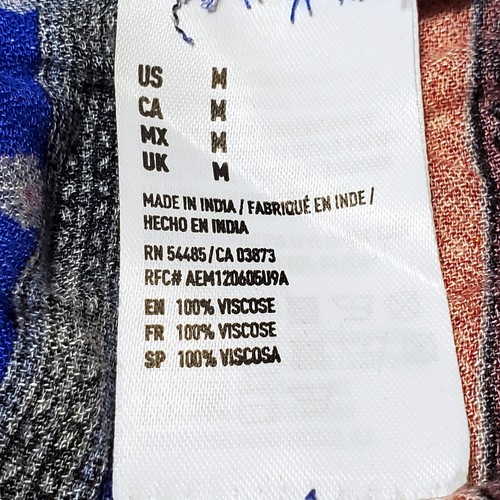 US M
CA M
MX M
UK M
MADE IN INDIA / FABRIQUÉ EN INDE /
HECHO EN INDIA
RN 54485 / CA 03873
RFC# AEM120605U9A
EN 100% VISCOSE
FR 100% VISCOSE
SP 100% VISCOSA